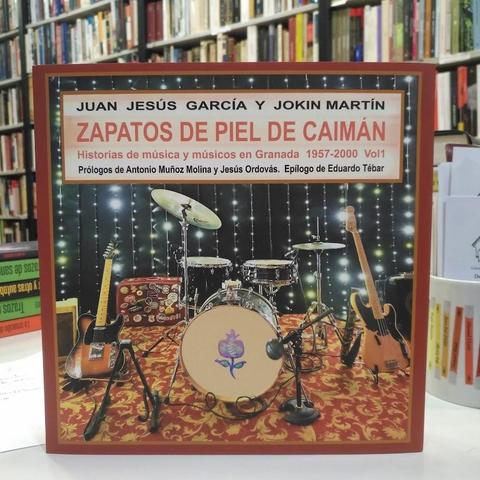 JUAN JESÚS GARCÍA Y JOKIN MARTÍN
ZAPATOS DE PIEL DE CAIMÁN
Historias de música y músicos en Granada 1957-2000 Vol1
Prólogos de Antonio Muñoz Molina y Jesús Ordovás. Epílogo de Eduardo Tébar